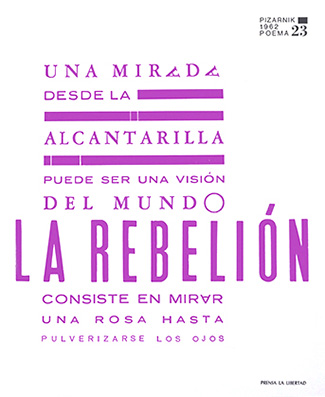 PIZARNIK
1962
POEMA 23
UNA MIRADA
DESDE LA
ALCANTARILLA
PUEDE SER UNA VISIÓN
DEL MUNDO
LA REBELIÓN
CONSISTE EN MIRAR
UNA ROSA HASTA
PULVERIZARSE LOS OJOS
PRENSA LA LIBERTAD